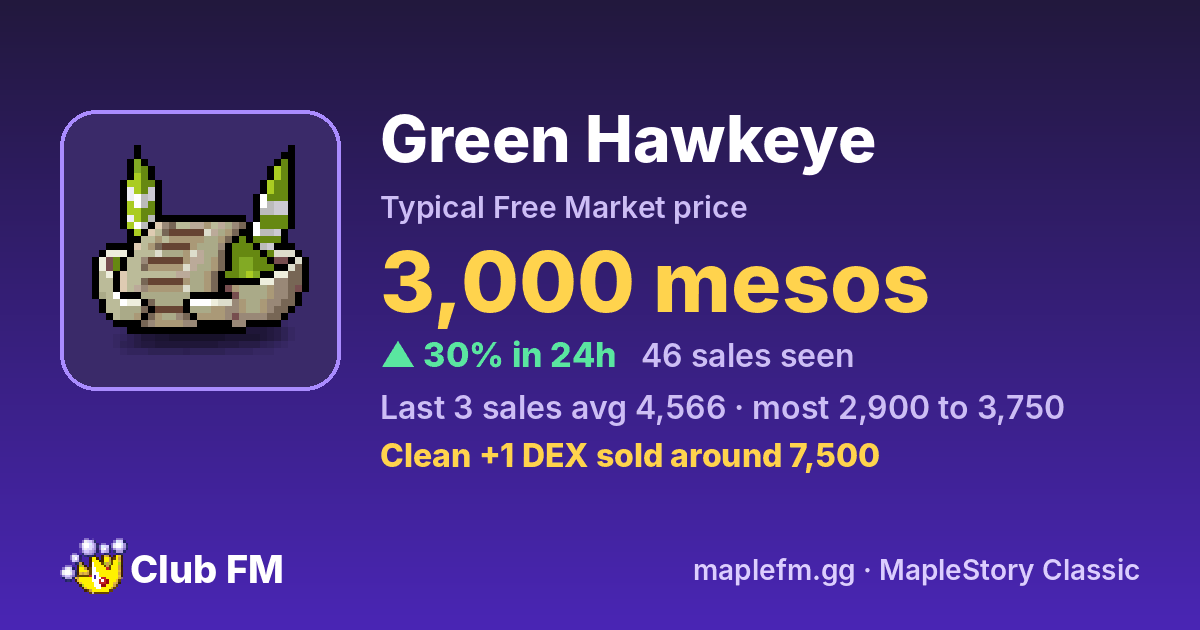 Green Hawkeye
Typical Free Market price
3,000 mesos
▲ 30% in 24h 46 sales seen
Last 3 sales avg 4,566 · most 2,900 to 3,750
Clean +1 DEX sold around 7,500
Club FM
maplefm.gg · MapleStory Classic